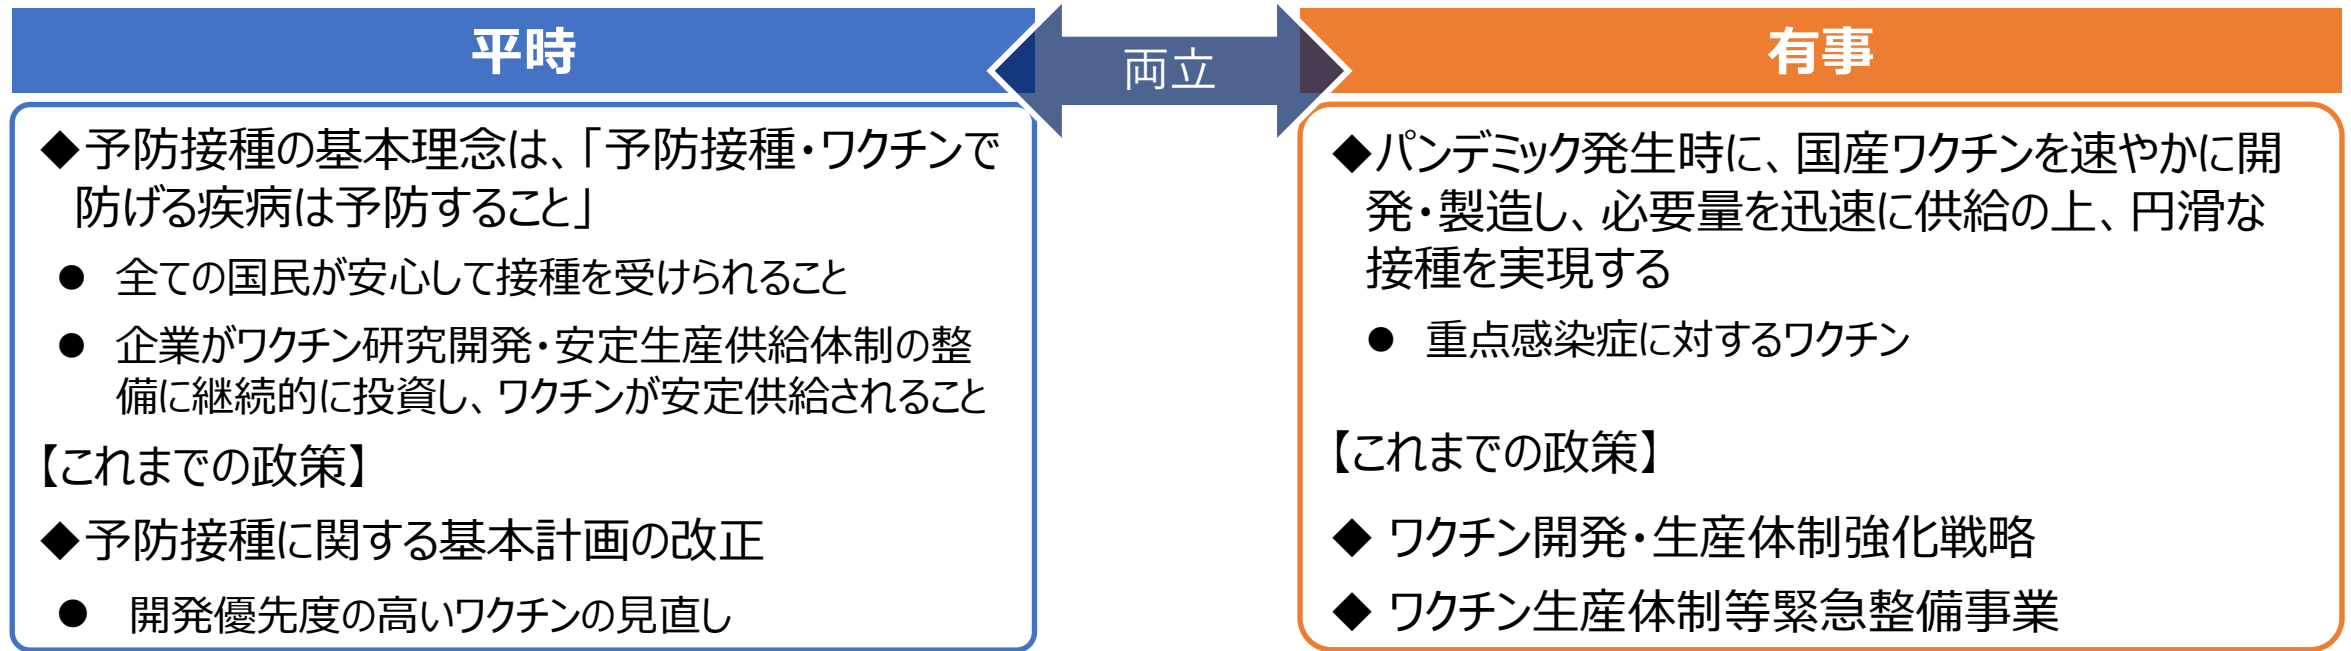 平時
両立
有事
◆予防接種の基本理念は、「予防接種・ワクチンで
防げる疾病は予防すること」
● 全ての国民が安心して接種を受けられること
● 企業がワクチン研究開発・安定生産供給体制の整
備に継続的に投資し、ワクチンが安定供給されること
【これまでの政策】
◆予防接種に関する基本計画の改正
● 開発優先度の高いワクチンの見直し
◆パンデミック発生時に、国産ワクチンを速やかに開
発・製造し、必要量を迅速に供給の上、円滑な
接種を実現する
● 重点感染症に対するワクチン
【これまでの政策】
◆ ワクチン開発・生産体制強化戦略
◆ ワクチン生産体制等緊急整備事業